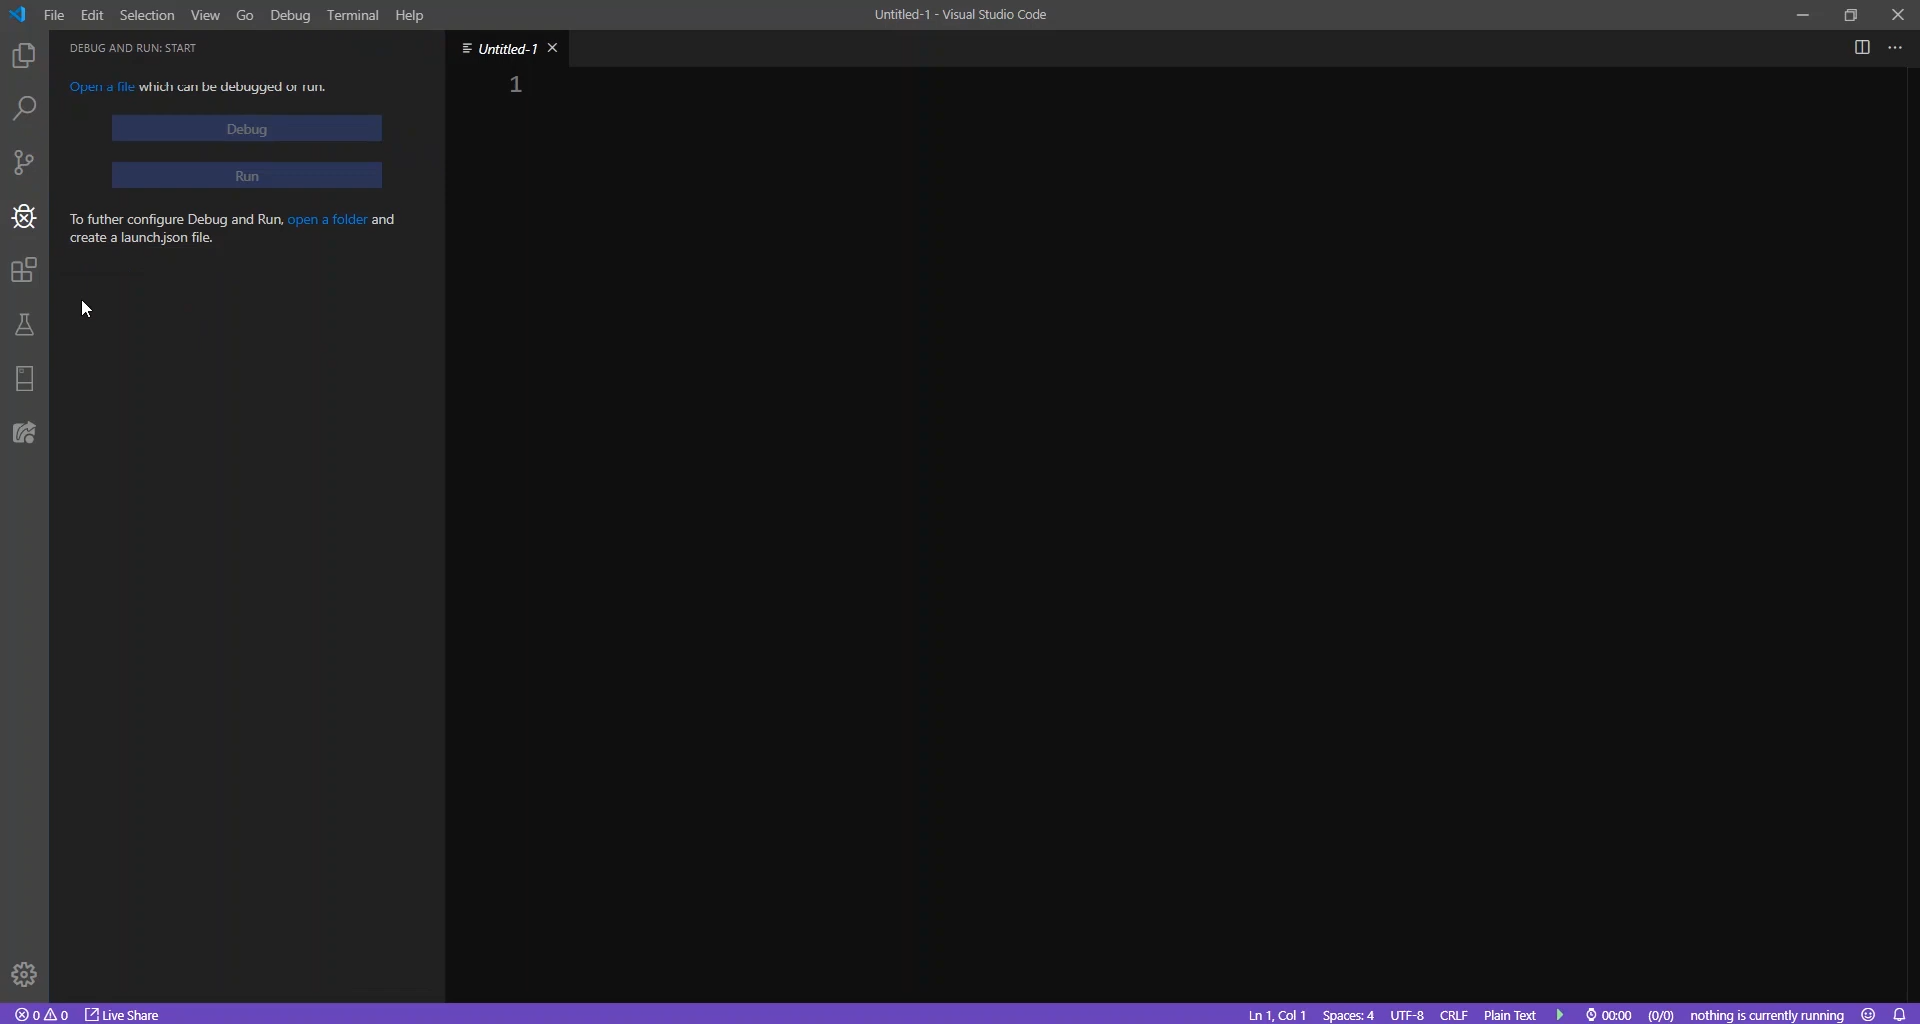 File Edit Selection View Go Debug Terminal Help
Untitled-1 - Visual Studio Code
DEBUG AND RUN: START
Untitled-1
Open a file which can be debugged or run.
1
Debug
Run
To futher configure Debug and Run, open a folder and
create a launch.json file.
0 0 Live Share
Ln 1, Col 1 Spaces: 4 UTF-8 CRLF Plain Text 00:00 (0/0) nothing is currently running